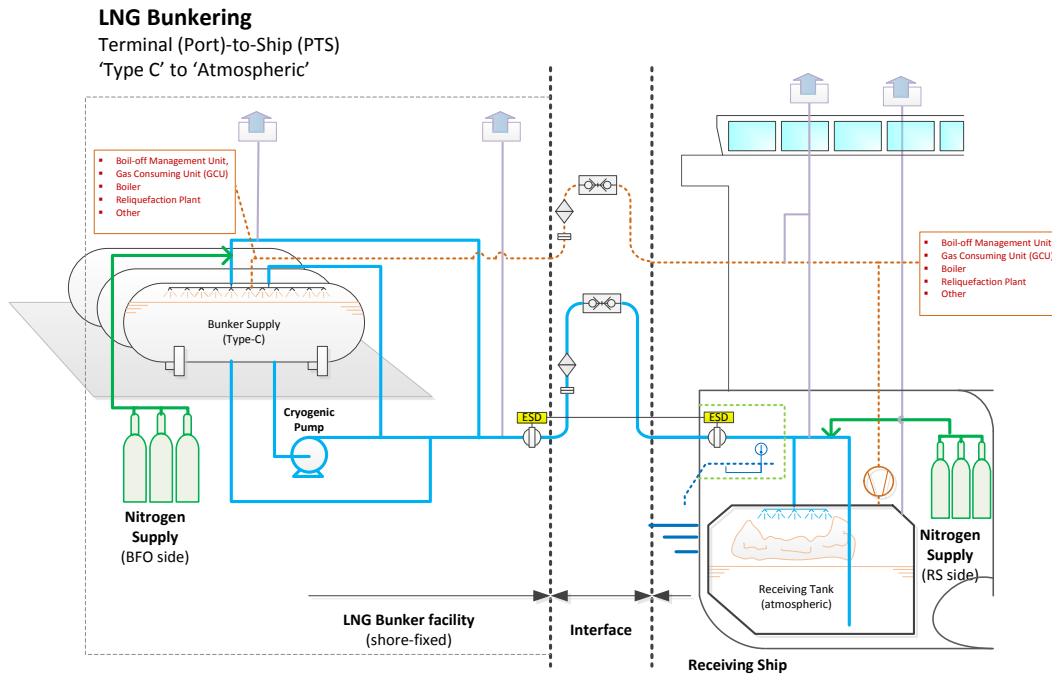 LNG Bunkering
Terminal (Port)-to-Ship (PTS)
‘Type C’ to ‘Atmospheric’
Boil-off Management Unit,
Gas Consuming Unit (GCU)
Boiler
Reliquefaction Plant
Other
Boil-off Management Unit,
Gas Consuming Unit (GCU)
Boiler
Reliquefaction Plant
Other
Bunker Supply
(Type-C)
Cryogenic
Pump
ESD
ESD
Nitrogen
Supply
(BFO side)
Nitrogen
Supply
(RS side)
Receiving Tank
(atmospheric)
LNG Bunker facility
(shore-fixed)
Interface
Receiving Ship